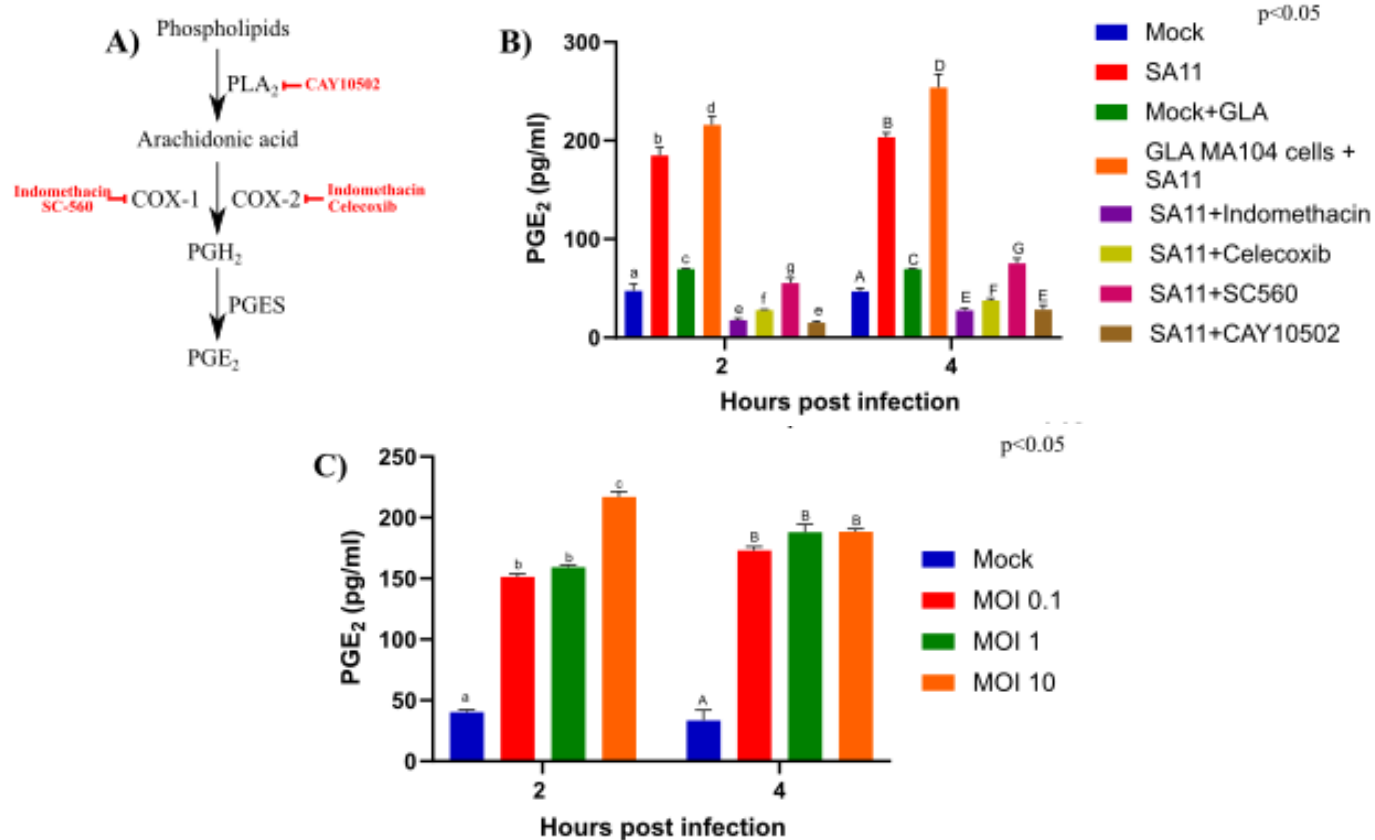 A)
Phospholipids
PLA2 CAY10502
Arachidonic acid
Indomethacin
SC-560
COX-1 COX-2
Indomethacin
Celecoxib
PGH2
PGES
PGE2
B)
p<0.05
PGE2 (pg/ml)
300
200
100
0
a b c d e f g e
A B C D E F G E
2 4
Hours post infection
Mock
SA11
Mock+GLA
GLA MA104 cells +
SA11
SA11+Indomethacin
SA11+Celecoxib
SA11+SC560
SA11+CAY10502
C)
p<0.05
PGE2 (pg/ml)
250
200
150
100
50
0
a b b c
A B B B
2 4
Hours post infection
Mock
MOI 0.1
MOI 1
MOI 10